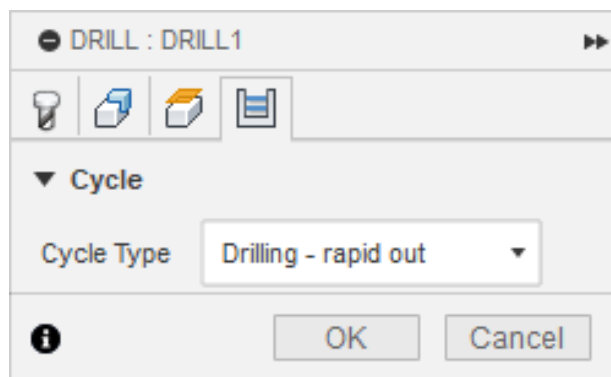 DRILL : DRILL1
Cycle
Cycle Type Drilling - rapid out
OK Cancel